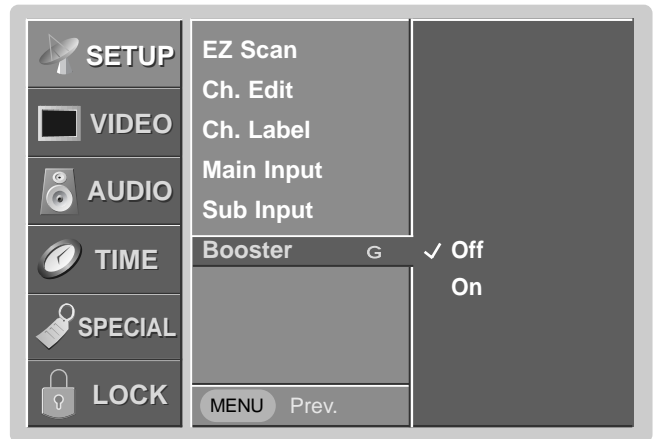 SETUP
VIDEO
AUDIO
TIME
SPECIAL
LOCK
EZ Scan
Ch. Edit
Ch. Label
Main Input
Sub Input
Booster G
MENU Prev.
Off
On